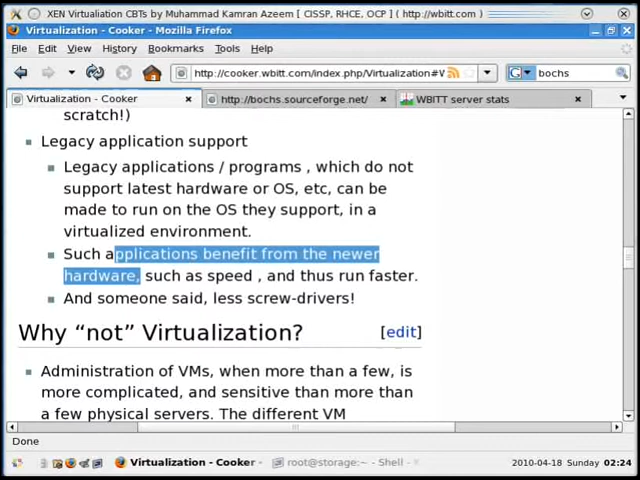 XEN Virtualiation CBTs by Muhammad Kamran Azeem [ CISSP, RHCE, OCP ] ( http://wbitt.com )
Virtualization - Cooker - Mozilla Firefox
File Edit View History Bookmarks Tools Help
http://cooker.wbitt.com/index.php/Virtualization#W
bochs
Virtualization - Cooker http://bochs.sourceforge.net/ WBITT server stats
scratch!)
Legacy application support
Legacy applications / programs , which do not
support latest hardware or OS, etc, can be
made to run on the OS they support, in a
virtualized environment.
Such applications benefit from the newer
hardware, such as speed , and thus run faster.
And someone said, less screw-drivers!
Why “not” Virtualization? [edit]
Administration of VMs, when more than a few, is
more complicated, and sensitive than more than
a few physical servers. The different VM
Done
Virtualization - Cooker - root@storage:~ - Shell - 2010-04-18 Sunday 02:24